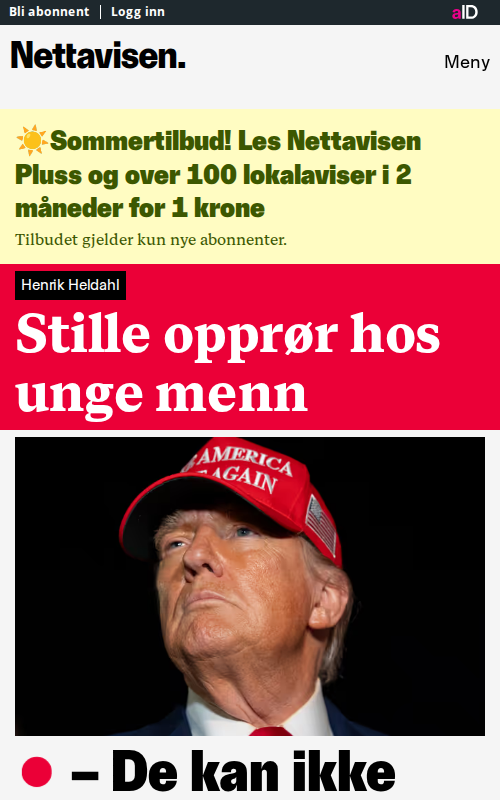 Bli abonnent | Logg inn
aID
Nettavisen.
Meny
☀️Sommertilbud! Les Nettavisen
Pluss og over 100 lokalaviser i 2
måneder for 1 krone
Tilbudet gjelder kun nye abonnenter.
Henrik Heldahl
Stille opprør hos
unge menn
AMERICA
AGAIN
– De kan ikke